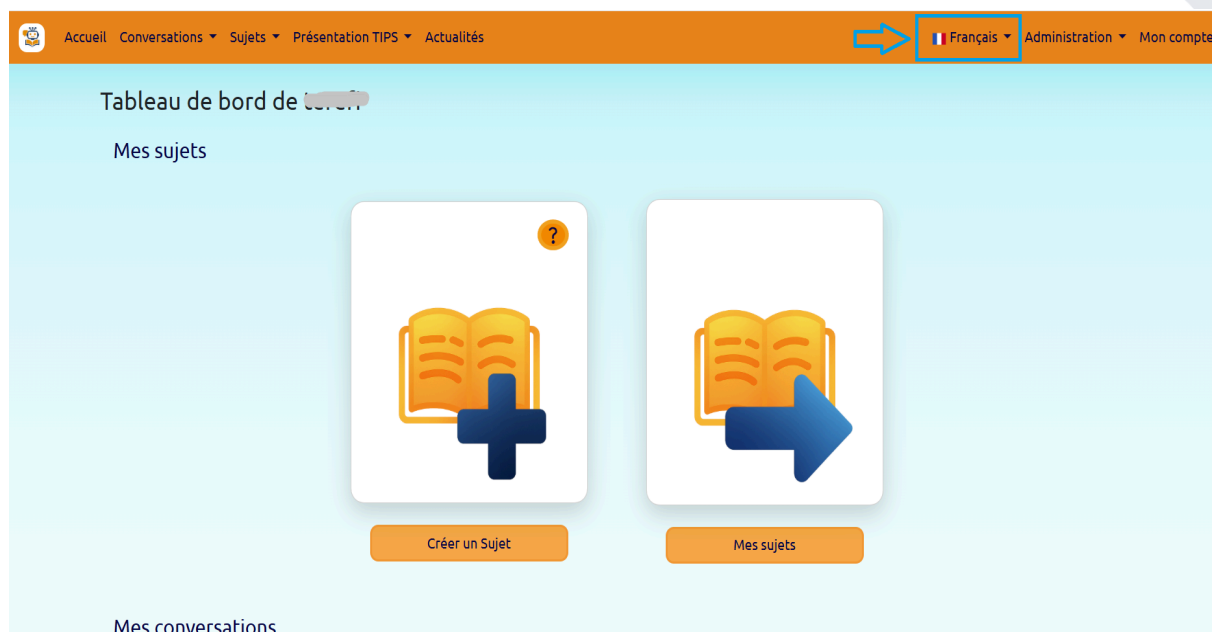 Accueil Conversations Sujets Présentation TIPS Actualités Français Administration Mon compte
Tableau de bord de
Mes sujets
?
Créer un Sujet Mes sujets
Mes conversations